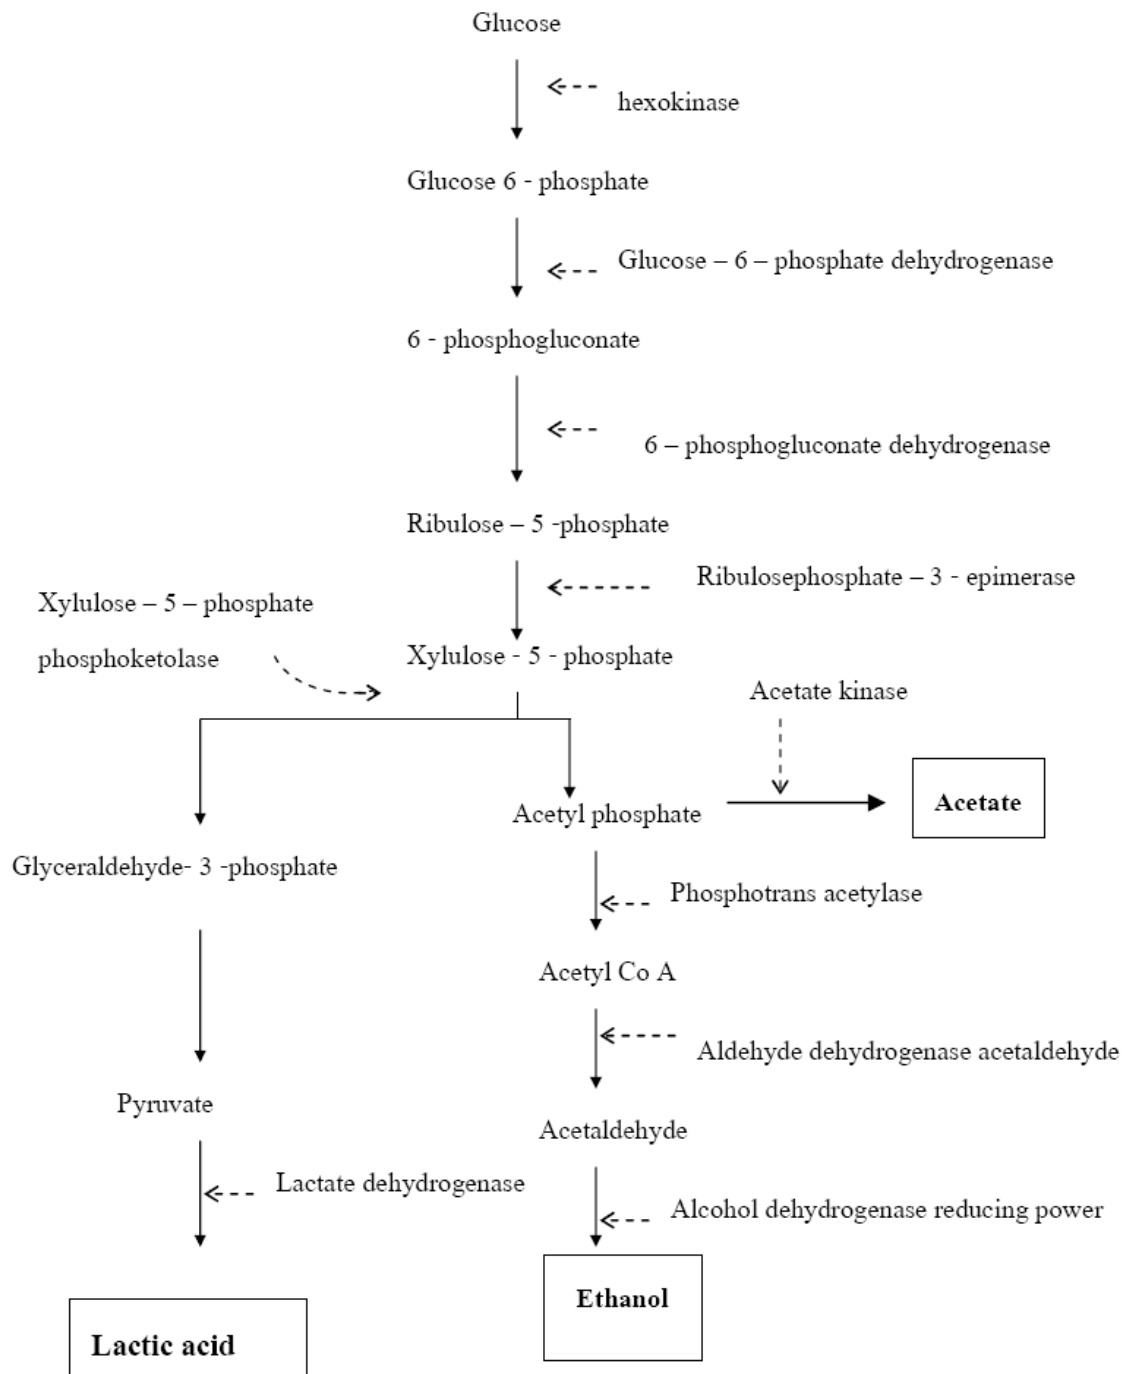 Glucose
hexokinase
Glucose 6 - phosphate
Glucose – 6 – phosphate dehydrogenase
6 - phosphogluconate
6 – phosphogluconate dehydrogenase
Ribulose – 5 -phosphate
Ribulosephosphate – 3 - epimerase
Xylulose – 5 – phosphate
phosphoketolase
Xylulose - 5 - phosphate
Acetate kinase
Acetate
Acetyl phosphate
Glyceraldehyde- 3 -phosphate
Phosphotrans acetylase
Acetyl Co A
Aldehyde dehydrogenase acetaldehyde
Pyruvate
Acetaldehyde
Lactate dehydrogenase
Alcohol dehydrogenase reducing power
Ethanol
Lactic acid